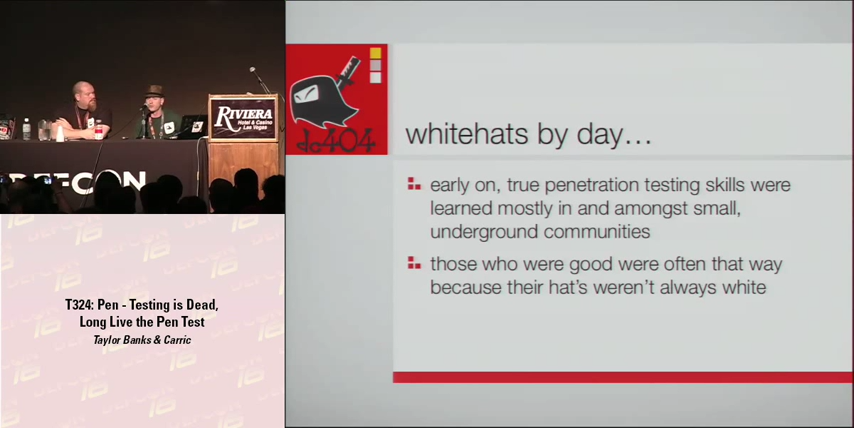 RIVIERA
Hotel & Casino
Las Vegas
DEFCON
T324: Pen - Testing is Dead,
Long Live the Pen Test
Taylor Banks & Carric
dc404
whitehats by day…
early on, true penetration testing skills were
learned mostly in and amongst small,
underground communities
those who were good were often that way
because their hat's weren't always white